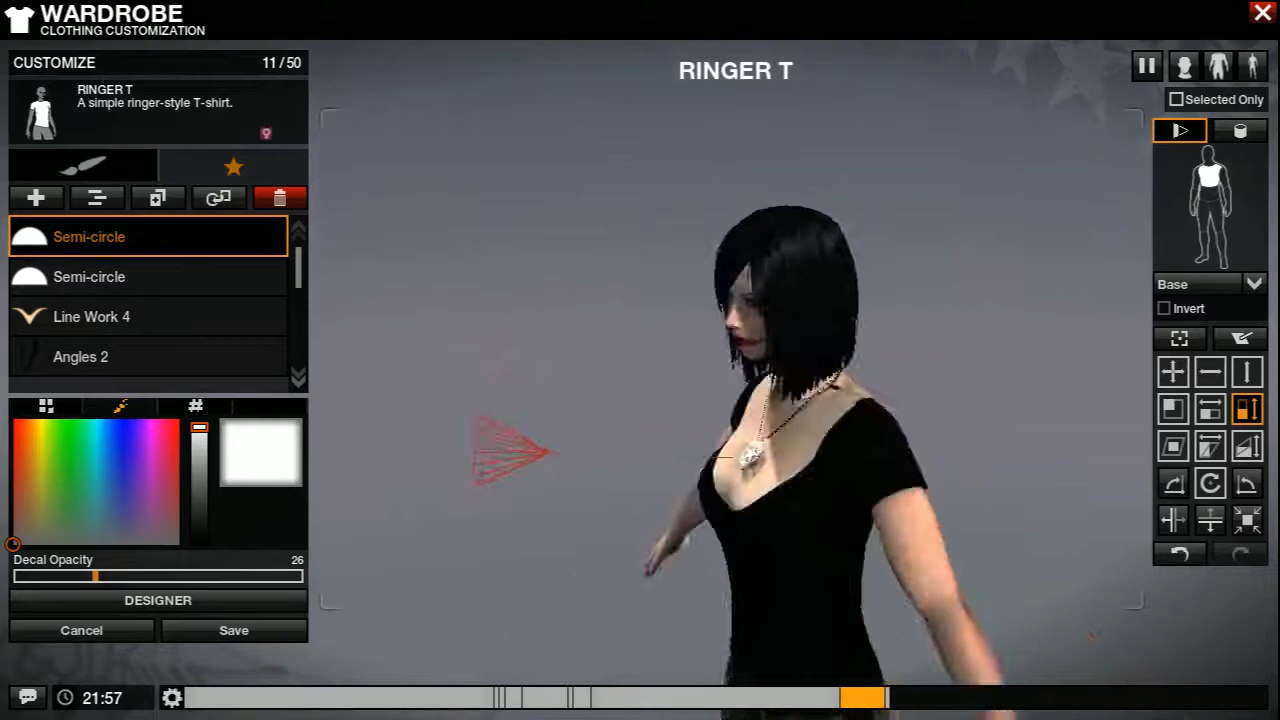 WARDROBE
CLOTHING CUSTOMIZATION
CUSTOMIZE 11/50
RINGER T
A simple ringer-style T-shirt.
RINGER T
Selected Only
Semi-circle
Semi-circle
Line Work 4
Angles 2
Base
Invert
#
Decal Opacity 26
DESIGNER
Cancel Save
21:57